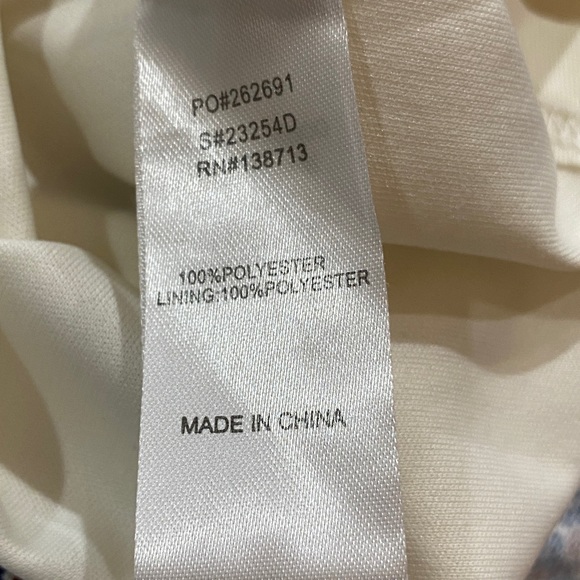 PO#262691
S#23254D
RN#138713
100%POLYESTER
LINING:100%POLYESTER
MADE IN CHINA